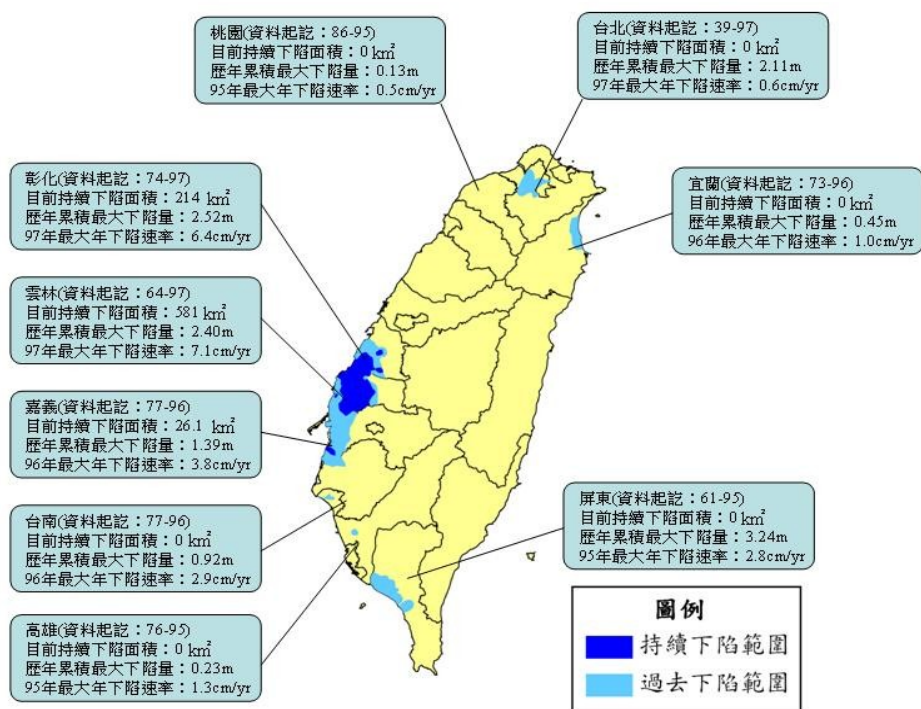 桃園(資料起訖：86-95)
目前持續下陷面積：0 km²
歷年累積最大下陷量：0.13m
95年最大年下陷速率：0.5cm/yr
台北(資料起訖：39-97)
目前持續下陷面積：0 km²
歷年累積最大下陷量：2.11m
97年最大年下陷速率：0.6cm/yr
彰化(資料起訖：74-97)
目前持續下陷面積：214.1 km²
歷年累積最大下陷量：2.52m
97年最大年下陷速率：6.4cm/yr
宜蘭(資料起訖：73-96)
目前持續下陷面積：0 km²
歷年累積最大下陷量：0.45m
96年最大年下陷速率：1.0cm/yr
雲林(資料起訖：64-97)
目前持續下陷面積：581 km²
歷年累積最大下陷量：2.40m
97年最大年下陷速率：7.1cm/yr
嘉義(資料起訖：77-96)
目前持續下陷面積：26.1 km²
歷年累積最大下陷量：1.39m
96年最大年下陷速率：3.8cm/yr
台南(資料起訖：77-96)
目前持續下陷面積：0 km²
歷年累積最大下陷量：0.92m
96年最大年下陷速率：2.9cm/yr
屏東(資料起訖：61-95)
目前持續下陷面積：0 km²
歷年累積最大下陷量：3.24m
95年最大年下陷速率：2.8cm/yr
高雄(資料起訖：76-95)
目前持續下陷面積：0 km²
歷年累積最大下陷量：0.23m
95年最大年下陷速率：1.3cm/yr
圖例
持續下陷範圍
過去下陷範圍